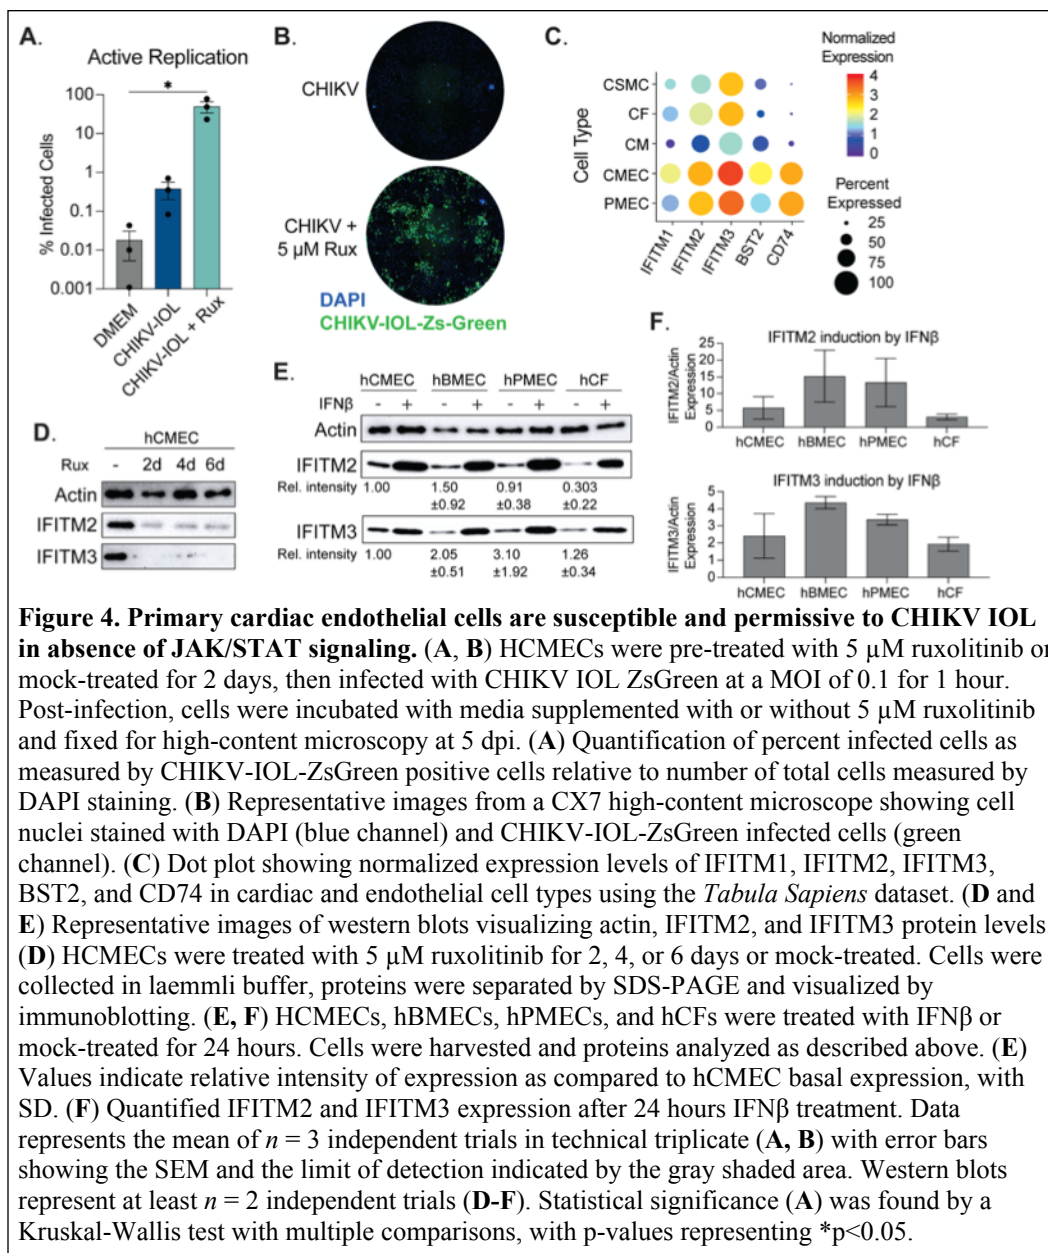 A.
Active Replication
*
% Infected Cells
100
10
1
0.1
0.01
0.001
DMEM
CHIKV-IOL
CHIKV-IOL + Rux
B.
CHIKV
CHIKV +
5 µM Rux
DAPI
CHIKV-IOL-Zs-Green
C.
Cell Type
CSMC
CF
CM
CMEC
PMEC
IFITM1
IFITM2
IFITM3
BST2
CD74
Normalized
Expression
4
3
2
1
0
Percent
Expressed
25
50
75
100
D.
hCMEC
Rux - 2d 4d 6d
Actin
IFITM2
IFITM3
E.
hCMEC hBMEC hPMEC hCF
IFNβ - + - + - + - +
Actin
IFITM2
Rel. intensity 1.00 1.50 0.91 0.303
±0.92 ±0.38 ±0.22
IFITM3
Rel. intensity 1.00 2.05 3.10 1.26
±0.51 ±1.92 ±0.34
F.
IFITM2 induction by IFNβ
IFITM2/Actin
Expression
25
20
15
10
5
0
hCMEC hBMEC hPMEC hCF
IFITM3 induction by IFNβ
IFITM3/Actin
Expression
5
4
3
2
1
0
hCMEC hBMEC hPMEC hCF
Figure 4. Primary cardiac endothelial cells are susceptible and permissive to CHIKV IOL
in absence of JAK/STAT signaling. (A, B) HCMECs were pre-treated with 5 µM ruxolitinib or
mock-treated for 2 days, then infected with CHIKV IOL ZsGreen at a MOI of 0.1 for 1 hour.
Post-infection, cells were incubated with media supplemented with or without 5 µM ruxolitinib
and fixed for high-content microscopy at 5 dpi. (A) Quantification of percent infected cells as
measured by CHIKV-IOL-ZsGreen positive cells relative to number of total cells measured by
DAPI staining. (B) Representative images from a CX7 high-content microscope showing cell
nuclei stained with DAPI (blue channel) and CHIKV-IOL-ZsGreen infected cells (green
channel). (C) Dot plot showing normalized expression levels of IFITM1, IFITM2, IFITM3,
BST2, and CD74 in cardiac and endothelial cell types using the Tabula Sapiens dataset. (D and
E) Representative images of western blots visualizing actin, IFITM2, and IFITM3 protein levels
(D) HCMECs were treated with 5 µM ruxolitinib for 2, 4, or 6 days or mock-treated. Cells were
collected in laemmli buffer, proteins were separated by SDS-PAGE and visualized by
immunoblotting. (E, F) HCMECs, hBMECs, hPMECs, and hCFs were treated with IFNβ or
mock-treated for 24 hours. Cells were harvested and proteins analyzed as described above. (E)
Values indicate relative intensity of expression as compared to hCMEC basal expression, with
SD. (F) Quantified IFITM2 and IFITM3 expression after 24 hours IFNβ treatment. Data
represents the mean of n = 3 independent trials in technical triplicate (A, B) with error bars
showing the SEM and the limit of detection indicated by the gray shaded area. Western blots
represent at least n = 2 independent trials (D-F). Statistical significance (A) was found by a
Kruskal-Wallis test with multiple comparisons, with p-values representing *p<0.05.